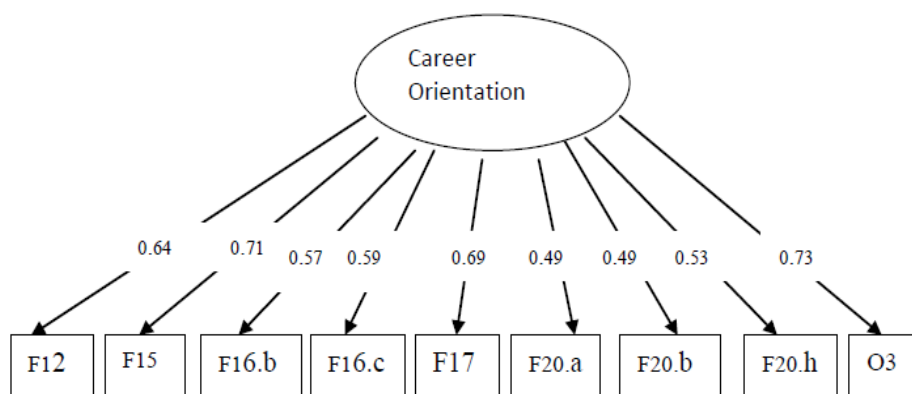 Career
Orientation
0.64 0.71 0.57 0.59 0.69 0.49 0.49 0.53 0.73
F12 F15 F16.b F16.c F17 F20.a F20.b F20.h O3